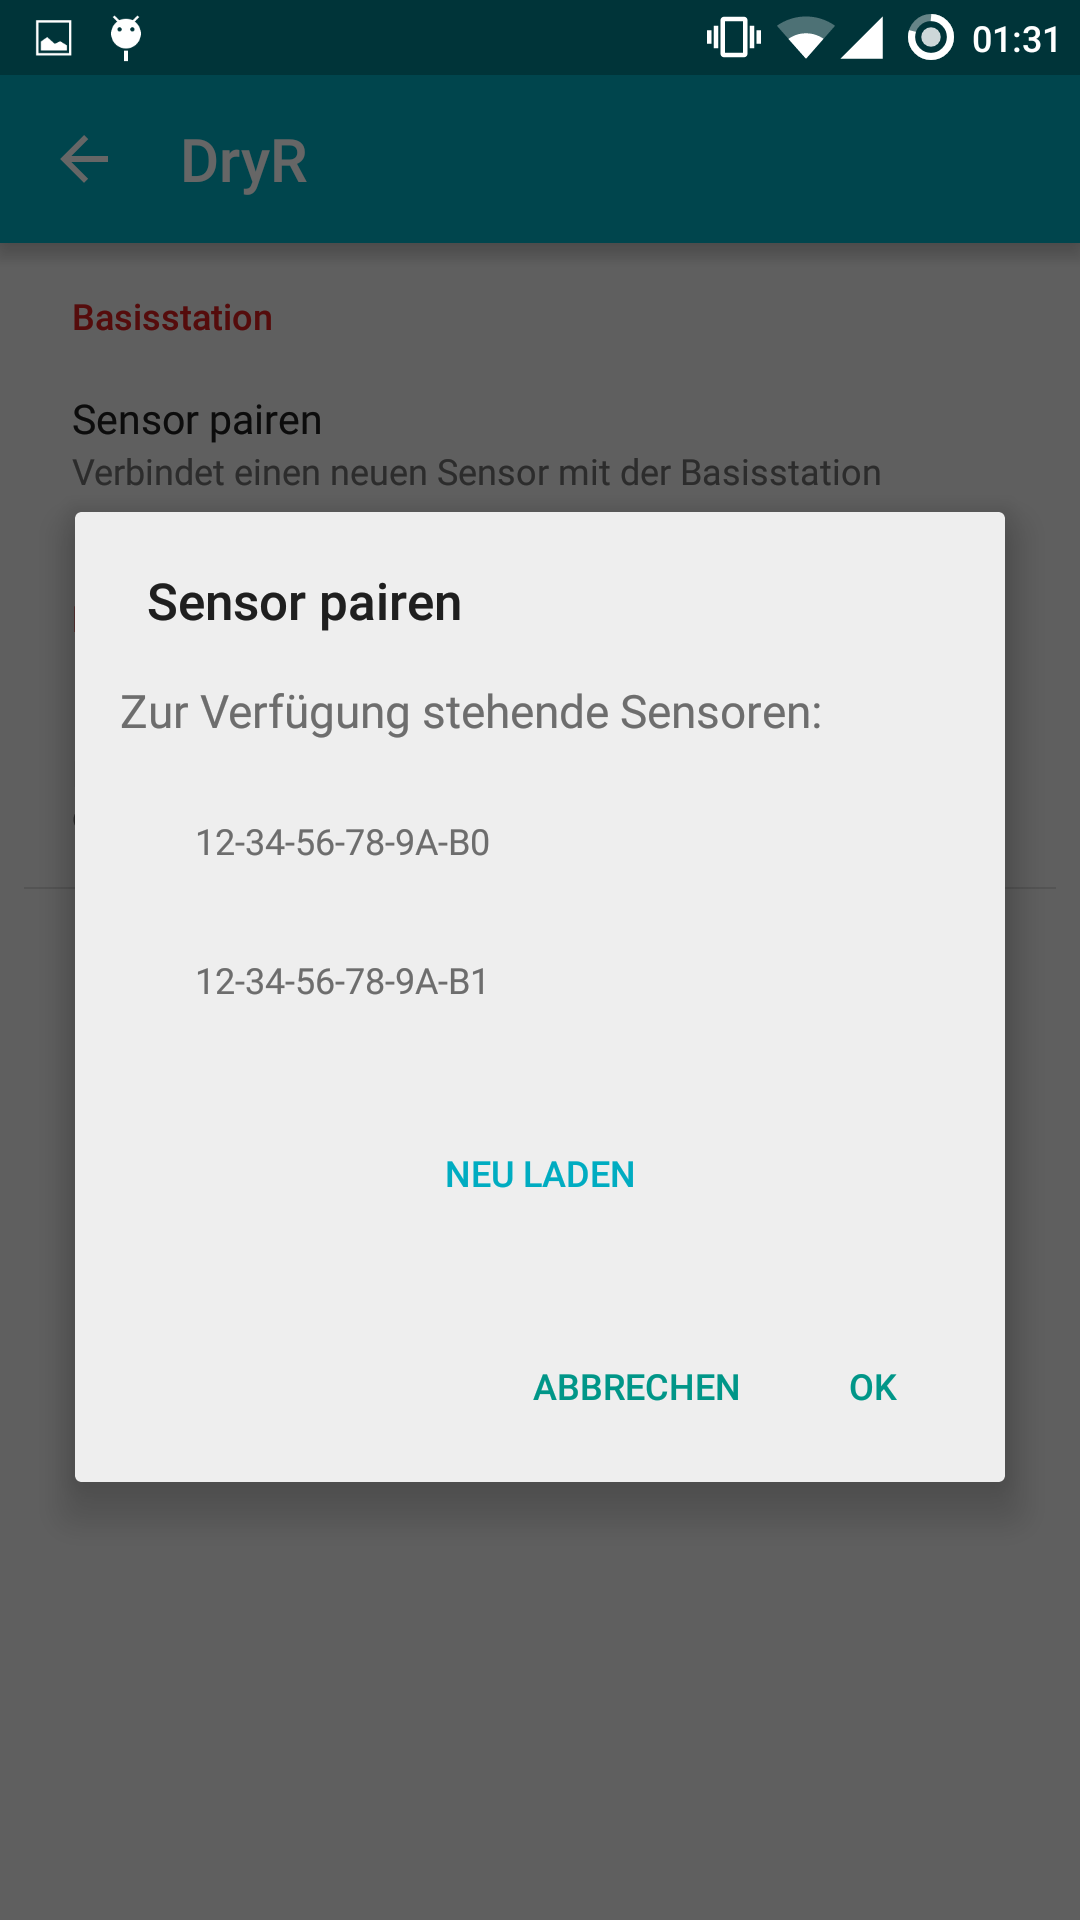 01:31
DryR
Basisstation
Sensor pairen
Verbindet einen neuen Sensor mit der Basisstation
Sensor pairen
Zur Verfügung stehende Sensoren:
12-34-56-78-9A-B0
12-34-56-78-9A-B1
NEU LADEN
ABBRECHEN OK